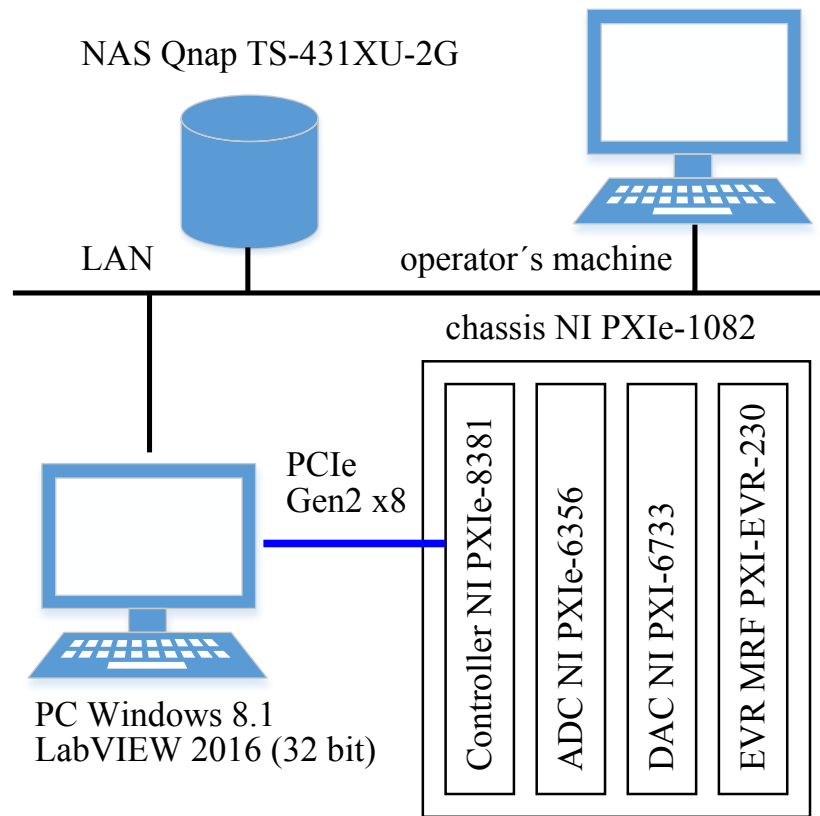 NAS Qnap TS-431XU-2G
LAN
operator´s machine
chassis NI PXIe-1082
PCIe
Gen2 x8
Controller NI PXIe-8381
ADC NI PXIe-6356
DAC NI PXI-6733
EVR MRF PXI-EVR-230
PC Windows 8.1
LabVIEW 2016 (32 bit)